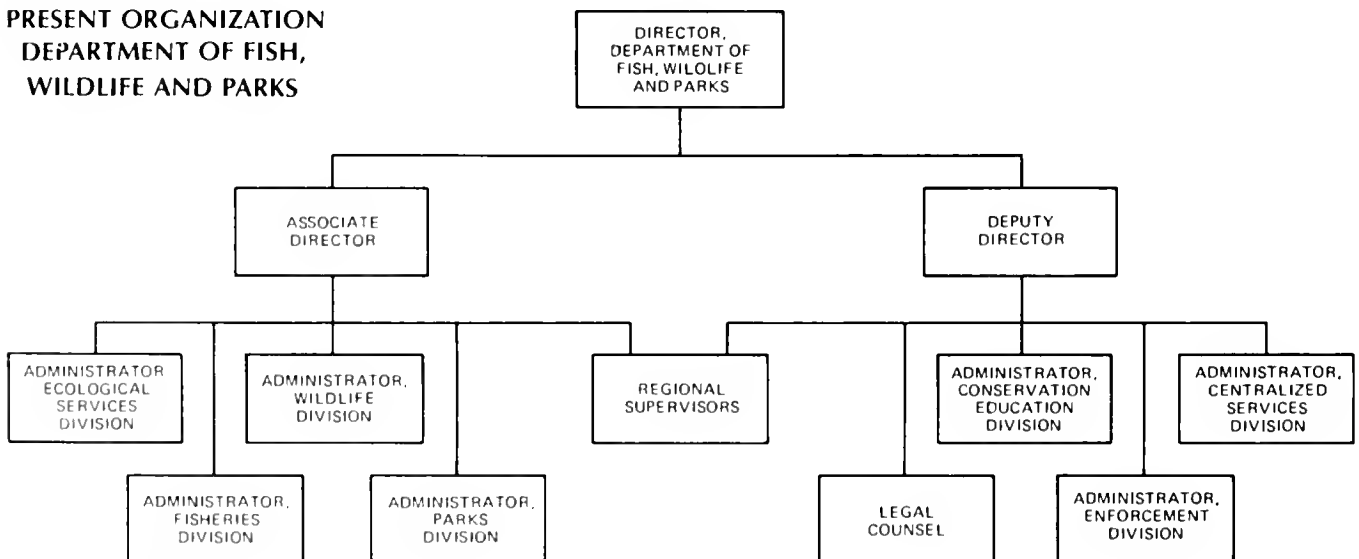 PRESENT ORGANIZATION
DEPARTMENT OF FISH,
WILDLIFE AND PARKS
DIRECTOR,
DEPARTMENT OF
FISH, WILDLIFE
AND PARKS
ASSOCIATE
DIRECTOR
DEPUTY
DIRECTOR
ADMINISTRATOR
ECOLOGICAL
SERVICES
DIVISION
ADMINISTRATOR,
WILDLIFE
DIVISION
REGIONAL
SUPERVISORS
ADMINISTRATOR,
CONSERVATION
EDUCATION
DIVISION
ADMINISTRATOR,
CENTRALIZED
SERVICES
DIVISION
ADMINISTRATOR,
FISHERIES
DIVISION
ADMINISTRATOR,
PARKS
DIVISION
LEGAL
COUNSEL
ADMINISTRATOR,
ENFORCEMENT
DIVISION